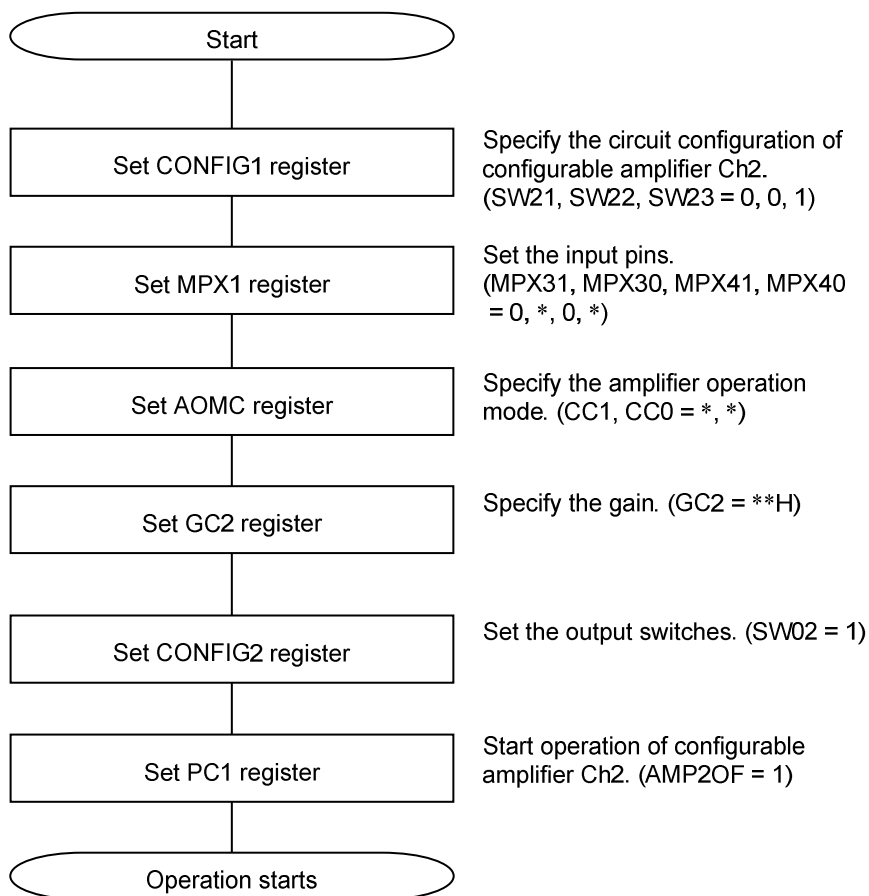 Start
Set CONFIG1 register
Specify the circuit configuration of
configurable amplifier Ch2.
(SW21, SW22, SW23 = 0, 0, 1)
Set MPX1 register
Set the input pins.
(MPX31, MPX30, MPX41, MPX40
= 0, *, 0, *)
Set AOMC register
Specify the amplifier operation
mode. (CC1, CC0 = *, *)
Set GC2 register
Specify the gain. (GC2 = **H)
Set CONFIG2 register
Set the output switches. (SW02 = 1)
Set PC1 register
Start operation of configurable
amplifier Ch2. (AMP2OF = 1)
Operation starts